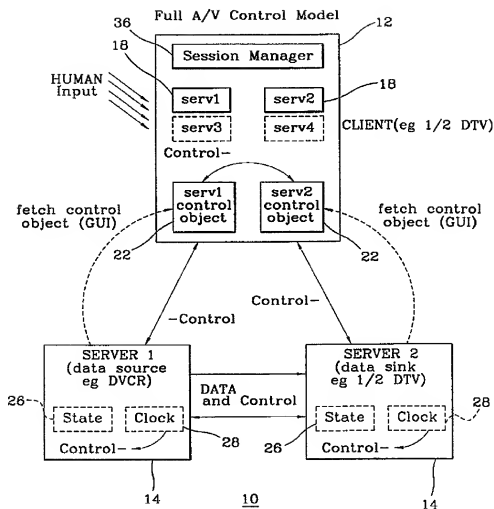 Full A/V Control Model
36
12
Session Manager
18
HUMAN
Input
serv1
serv2
18
serv3
serv4
CLIENT(eg 1/2 DTV)
Control-
serv1
control
object
serv2
control
object
fetch control
object (GUI)
fetch control
object (GUI)
22
22
-Control
Control-
SERVER 1
(data source
eg DVCR)
SERVER 2
(data sink
eg 1/2 DTV)
DATA
and Control
26
State
Clock
28
Control-
State
Clock
28
26
Control-
14
10
14